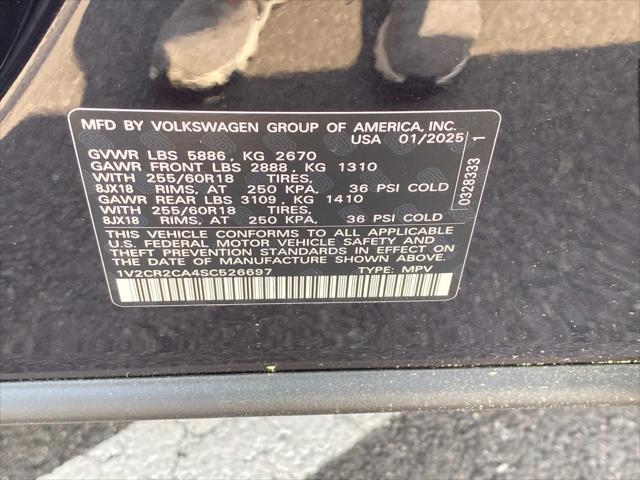 MFD BY VOLKSWAGEN GROUP OF AMERICA, INC.
USA 01/2025
GVWR LBS 5886, KG 2670
GAWR FRONT LBS 2888, KG 1310
WITH 255/60R18 TIRES,
8JX18 RIMS, AT 250 KPA, 36 PSI COLD
GAWR REAR LBS 3109, KG 1410
WITH 255/60R18 TIRES,
8JX18 RIMS, AT 250 KPA, 36 PSI COLD
THIS VEHICLE CONFORMS TO ALL APPLICABLE
U.S. FEDERAL MOTOR VEHICLE SAFETY AND
THEFT PREVENTION STANDARDS IN EFFECT ON THE
DATE OF MANUFACTURE SHOWN ABOVE.
1V2CR2CA4SC526697 TYPE: MPV
0328333 1